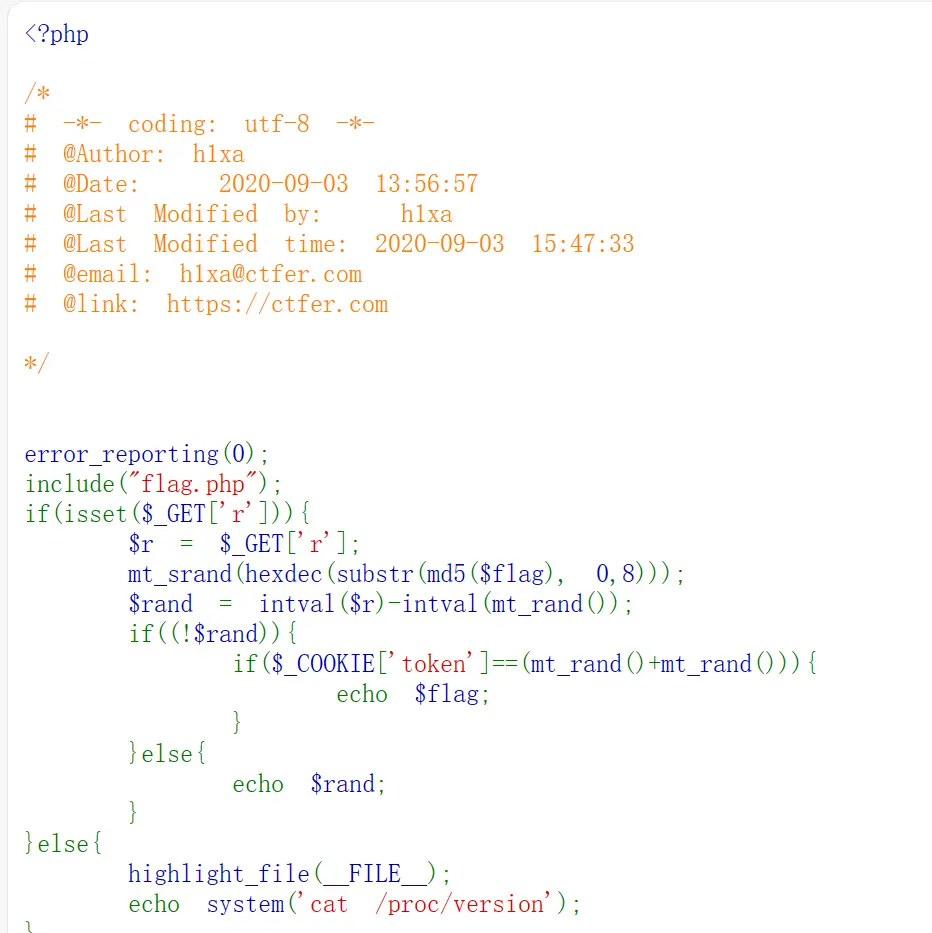 <?php
/*
# -*- coding: utf-8 -*-
# @Author: h1xa
# @Date: 2020-09-03 13:56:57
# @Last Modified by: h1xa
# @Last Modified time: 2020-09-03 15:47:33
# @email: h1xa@ctfer.com
# @link: https://ctfer.com
*/
error_reporting(0);
include("flag.php");
if(isset($_GET['r'])){
$r = $_GET['r'];
mt_srand(hexdec(substr(md5($flag), 0,8)));
$rand = intval($r)-intval(mt_rand());
if((!$rand)){
if($_COOKIE['token']==(mt_rand()+mt_rand())){
echo $flag;
}
}else{
echo $rand;
}
}else{
highlight_file(__FILE__);
echo system('cat /proc/version');
}